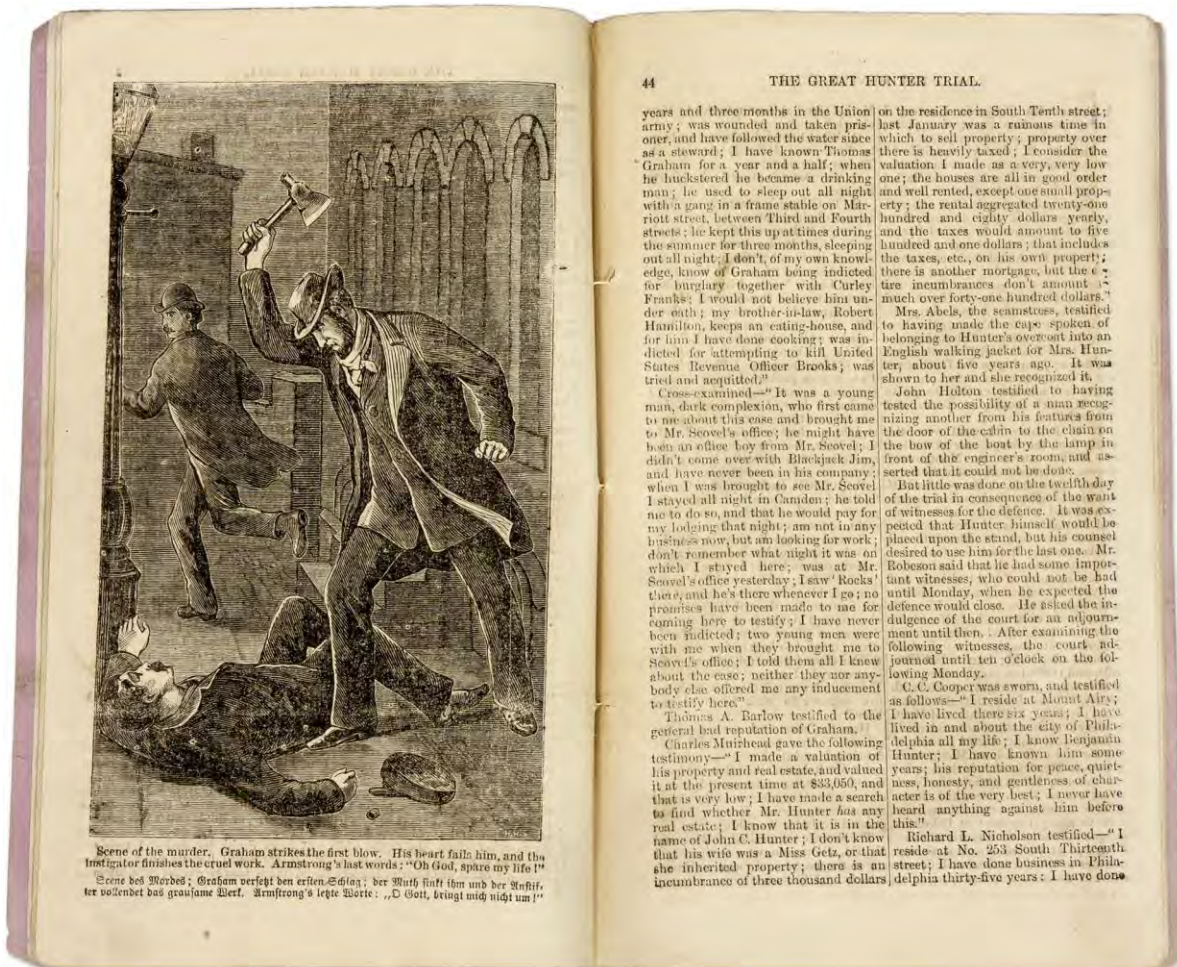 Scene of the murder. Graham strikes the first blow. His heart fails him, and the
instigator finishes the cruel work. Armstrong's last words: "Oh God, spare my life!"
Scene des Mordes; Graham versetzt den ersten Schlag; der Muth sinkt ihm und der Anstif-
ter vollendet das grausame Werk. Armstrong's letzte Worte: „O Gott, bringt mich nicht um!"
44 THE GREAT HUNTER TRIAL.
years and three months in the Union
army; was wounded and taken pris-
oner, and have followed the water since
as a steward; I have known Thomas
Graham for a year and a half; when
he huckstered he became a drinking
man; he used to sleep out all night
with a gang in a frame stable on Mar-
riott street, between Third and Fourth
streets; he kept this up at times during
the summer for three months, sleeping
out all night; I don't, of my own knowl-
edge, know of Graham being indicted
for burglary together with Curley
Franks; I would not believe him un-
der oath; my brother-in-law, Robert
Hamilton, keeps an eating-house, and
for him I have done cooking; was in-
dicted for attempting to kill United
States Revenue Officer Brooks; was
tried and acquitted."
Cross-examined—"It was a young
man, dark complexion, who first came
to me about this case and brought me
to Mr. Scovel's office; he might have
been an office boy from Mr. Scovel; I
didn't come over with Blackjack Jim,
and have never been in his company;
when I was brought to see Mr. Scovel
I stayed all night in Camden; he told
me to do so, and that he would pay for
my lodging that night; am not in any
business now, but am looking for work;
don't remember what night it was on
which I stayed here; was at Mr.
Scovel's office yesterday; I saw 'Rocks'
there, and he's there whenever I go; no
promises have been made to me for
coming here to testify; I have never
been indicted; two young men were
with me when they brought me to
Scovel's office; I told them all I knew
about the case; neither they nor any-
body else offered me any inducement
to testify here."
Thomas A. Barlow testified to the
general bad reputation of Graham.
Charles Muirhead gave the following
testimony—"I made a valuation of
his property and real estate, and valued
it at the present time at $33,050, and
that is very low; I have made a search
to find whether Mr. Hunter has any
real estate; I know that it is in the
name of John C. Hunter; I don't know
that his wife was a Miss Getz, or that
she inherited property; there is an
incumbrance of three thousand dollars
on the residence in South Tenth street;
last January was a ruinous time in
which to sell property; property over
there is heavily taxed; I consider the
valuation I made as a very, very low
one; the houses are all in good order
and well rented, except one small prop-
erty; the rental aggregated twenty-one
hundred and eighty dollars yearly,
and the taxes would amount to five
hundred and one dollars; that includes
the taxes, etc., on his own property;
there is another mortgage, but the
tire incumbrances don't amount
much over forty-one hundred dollars."
Mrs. Abels, the seamstress, testified
to having made the cape spoken of
belonging to Hunter's overcoat into an
English walking jacket for Mrs. Hun-
ter, about five years ago. It was
shown to her and she recognized it.
John Holton testified to having
tested the possibility of a man recog-
nizing another from his features from
the door of the cabin to the chain on
the bow of the boat by the lamp in
front of the engineer's room, and as-
serted that it could not be done.
But little was done on the twelfth day
of the trial in consequence of the want
of witnesses for the defence. It was ex-
pected that Hunter himself would be
placed upon the stand, but his counsel
desired to use him for the last one. Mr.
Robeson said that he had some impor-
tant witnesses, who could not be had
until Monday, when he expected the
defence would close. He asked the in-
dulgence of the court for an adjourn-
ment until then. After examining the
following witnesses, the court ad-
journed until ten o'clock on the fol-
lowing Monday.
C. C. Cooper was sworn, and testified
as follows—"I reside at Mount Airy;
I have lived there six years; I have
lived in and about the city of Phila-
delphia all my life; I know Benjamin
Hunter; I have known him some
years; his reputation for peace, quiet-
ness, honesty, and gentleness of char-
acter is of the very best; I never have
heard anything against him before
this."
Richard L. Nicholson testified—"I
reside at No. 253 South Thirteenth
street; I have done business in Phila-
delphia thirty-five years; I have done